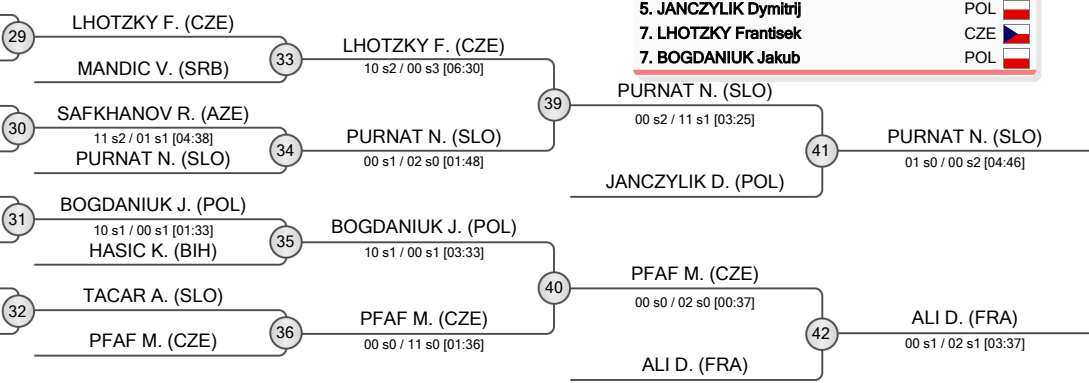 5. JANCZYLIK Dymitrij POL
7. LHOTZKY Frantisek CZE
7. BOGDANIUK Jakub POL
29
LHOTZKY F. (CZE)
MANDIC V. (SRB)
33
LHOTZKY F. (CZE)
10 s2 / 00 s3 [06:30]
30
SAFKHANOV R. (AZE)
11 s2 / 01 s1 [04:38]
PURNAT N. (SLO)
34
PURNAT N. (SLO)
00 s1 / 02 s0 [01:48]
39
PURNAT N. (SLO)
00 s2 / 11 s1 [03:25]
JANCZYLIK D. (POL)
41
PURNAT N. (SLO)
01 s0 / 00 s2 [04:46]
31
BOGDANIUK J. (POL)
10 s1 / 00 s1 [01:33]
HASIC K. (BIH)
35
BOGDANIUK J. (POL)
10 s1 / 00 s1 [03:33]
32
TACAR A. (SLO)
PFAF M. (CZE)
36
PFAF M. (CZE)
00 s0 / 11 s0 [01:36]
40
PFAF M. (CZE)
00 s0 / 02 s0 [00:37]
ALI D. (FRA)
42
ALI D. (FRA)
00 s1 / 02 s1 [03:37]